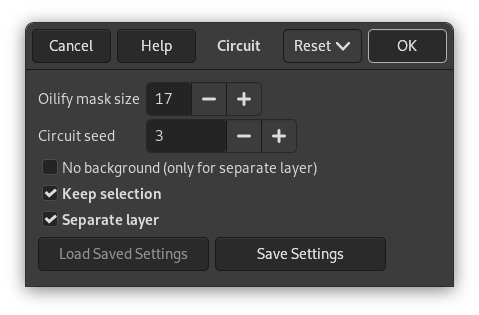 Cancel Help Circuit Reset OK
Oilify mask size 17
Circuit seed 3
No background (only for separate layer)
Keep selection
Separate layer
Load Saved Settings Save Settings